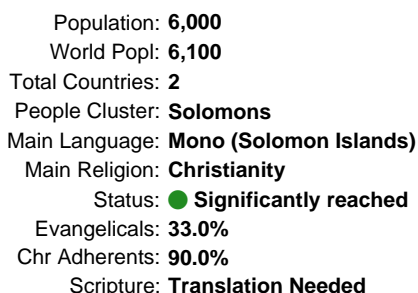 Population: 6,000
World Popl: 6,100
Total Countries: 2
People Cluster: Solomons
Main Language: Mono (Solomon Islands)
Main Religion: Christianity
Status: Significantly reached
Evangelicals: 33.0%
Chr Adherents: 90.0%
Scripture: Translation Needed